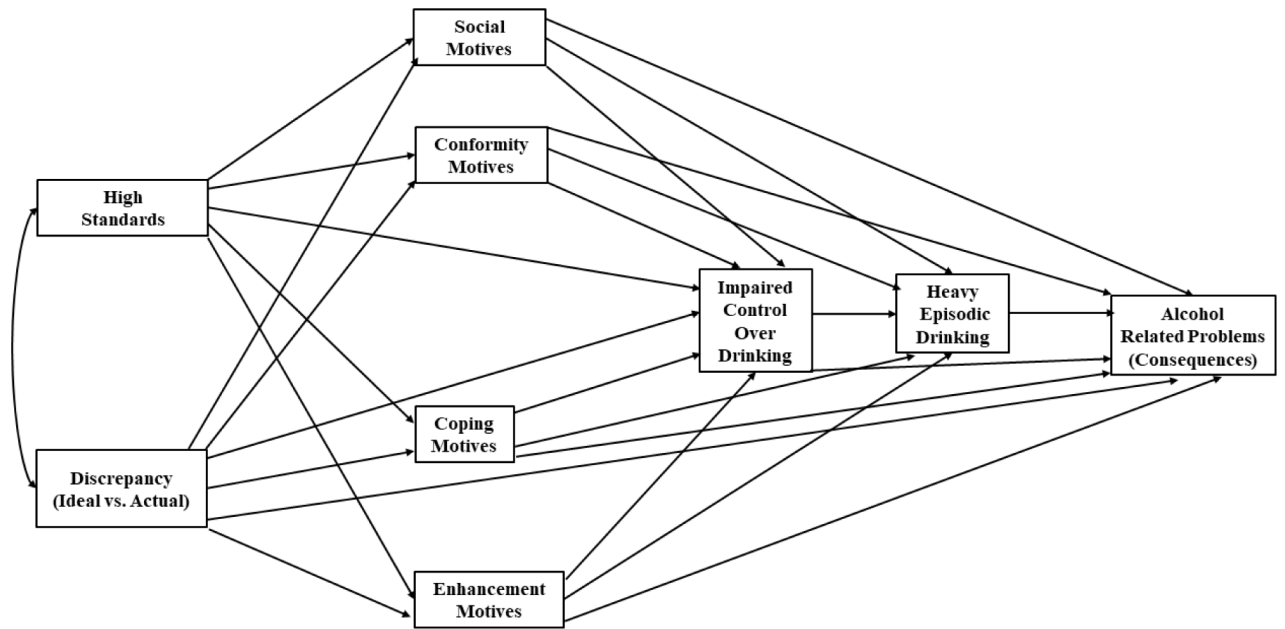 Social
Motives
Conformity
Motives
High
Standards
Impaired
Control
Over
Drinking
Heavy
Episodic
Drinking
Alcohol
Related Problems
(Consequences)
Coping
Motives
Discrepancy
(Ideal vs. Actual)
Enhancement
Motives